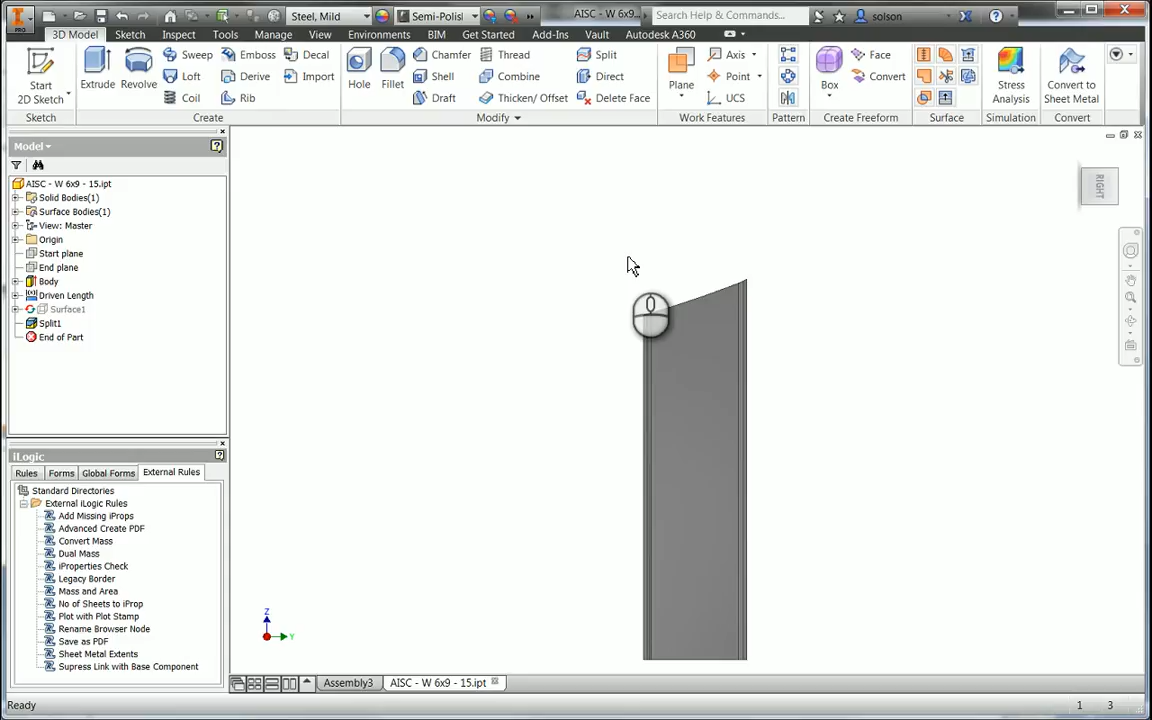 PRO
Steel, Mild
Semi-Polisl
AISC - W 6x9...
Search Help & Commands...
solson
3D Model
Sketch
Inspect
Tools
Manage
View
Environments
BIM
Get Started
Add-Ins
Vault
Autodesk A360
Start
2D Sketch
Extrude
Revolve
Sweep
Loft
Coil
Emboss
Derive
Rib
Decal
Import
Hole
Fillet
Chamfer
Shell
Draft
Thread
Combine
Thicken/ Offset
Split
Direct
Delete Face
Plane
Axis
Point
UCS
Box
Face
Convert
Stress
Analysis
Convert to
Sheet Metal
Sketch
Create
Modify
Work Features
Pattern
Create Freeform
Surface
Simulation
Convert
Model
AISC - W 6x9 - 15.ipt
Solid Bodies(1)
Surface Bodies(1)
View: Master
Origin
Start plane
End plane
Body
Driven Length
Surface1
Split1
End of Part
RIGHT
iLogic
Rules
Forms
Global Forms
External Rules
Standard Directories
External iLogic Rules
Add Missing iProps
Advanced Create PDF
Convert Mass
Dual Mass
iProperties Check
Legacy Border
Mass and Area
No of Sheets to iProp
Plot with Plot Stamp
Rename Browser Node
Save as PDF
Sheet Metal Extents
Supress Link with Base Component
Z
Y
Assembly3
AISC - W 6x9 - 15.ipt
Ready
1
3